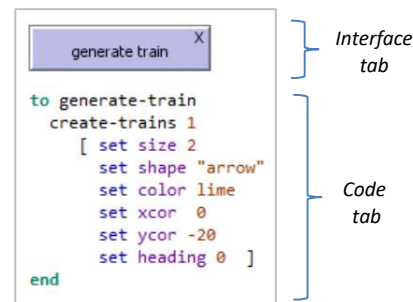 X
generate train
Interface
tab
to generate-train
create-trains 1
[ set size 2
set shape "arrow"
set color lime
set xcor 0
set ycor -20
set heading 0 ]
end
Code
tab